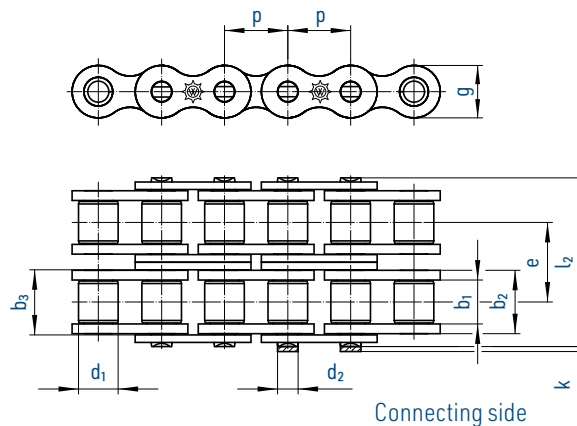 p p
g
b₃
e
l₂
b₁
b₂
d₁
d₂
k
Connecting side